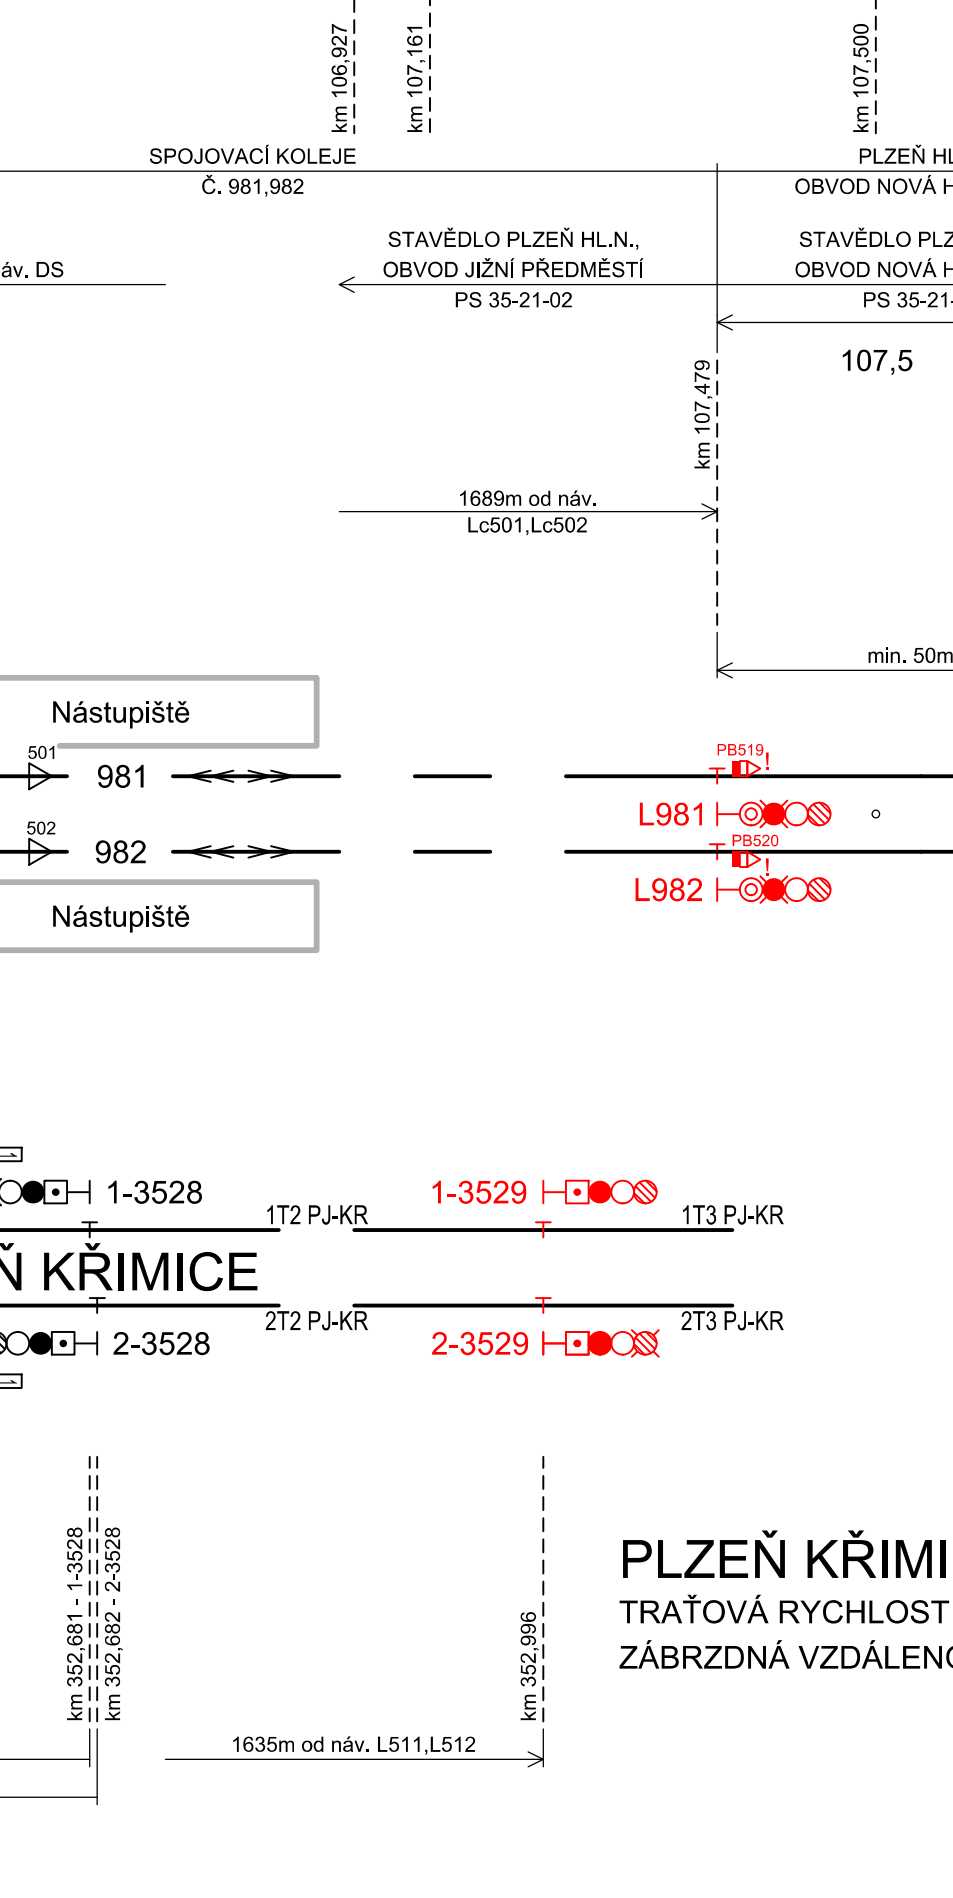 km 106,927
km 107,161
km 107,500
SPOJOVACÍ KOLEJE
PLZEŇ HL
Č. 981,982
OBVOD NOVÁ H
STAVĚDLO PLZEŇ HL.N.,
STAVĚDLO PLZ
áv. DS
OBVOD JIŽNÍ PŘEDMĚSTÍ
OBVOD NOVÁ H
PS 35-21-02
PS 35-21-
107,5
km 107,479
1689m od náv.
Lc501,Lc502
min. 50m
Nástupiště
501
981
PB519
!
L981
502
982
PB520
!
L982
Nástupiště
1-3528
1-3529
1T2 PJ-KR
1T3 PJ-KR
Ň KŘIMICE
2T2 PJ-KR
2T3 PJ-KR
2-3528
2-3529
km 352,681 - 1-3528
km 352,682 - 2-3528
km 352,996
PLZEŇ KŘIMI
TRAŤOVÁ RYCHLOST
ZÁBRZDNÁ VZDÁLENO
1635m od náv. L511,L512